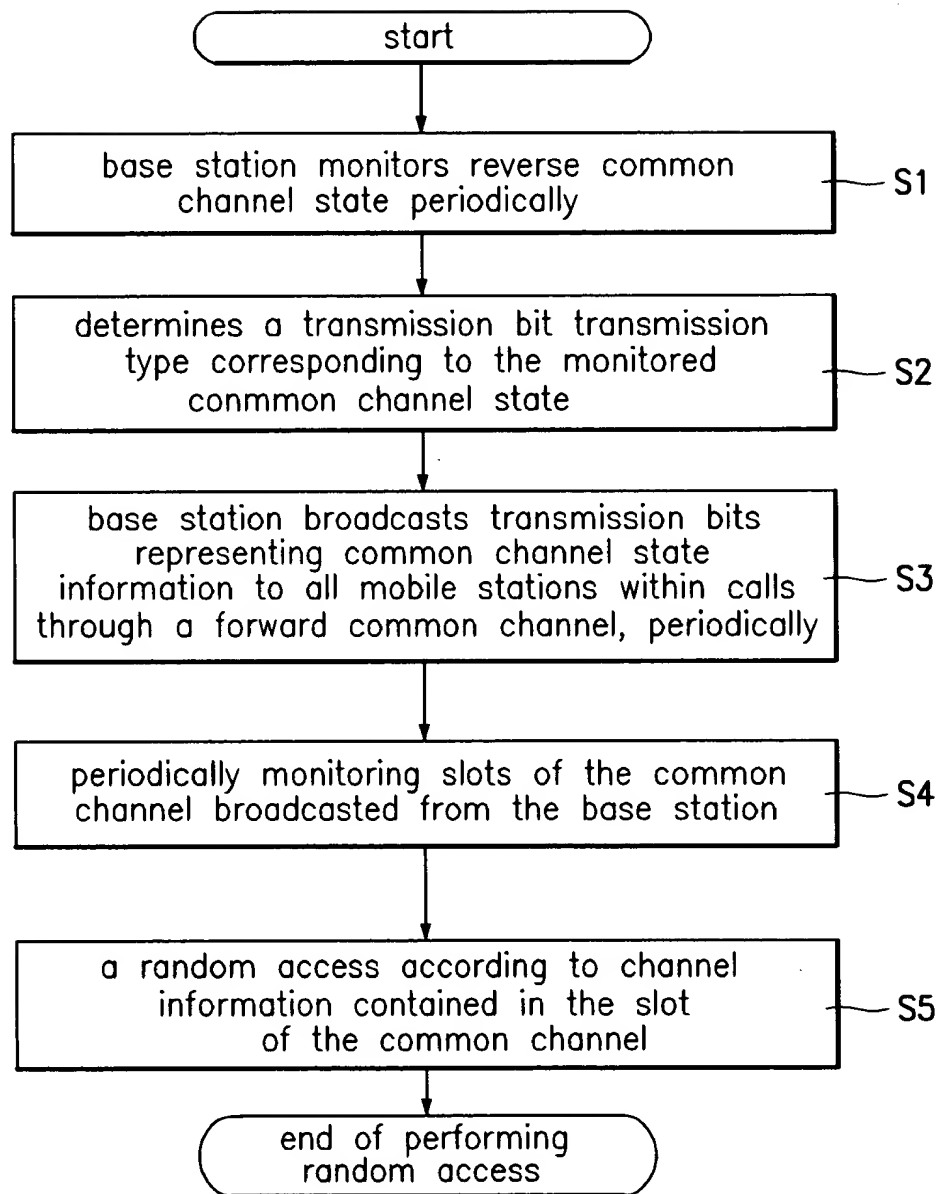 start
base station monitors reverse common
channel state periodically
S1
determines a transmission bit transmission
type corresponding to the monitored
conmmon channel state
S2
base station broadcasts transmission bits
representing common channel state
information to all mobile stations within calls
through a forward common channel, periodically
S3
periodically monitoring slots of the common
channel broadcasted from the base station
S4
a random access according to channel
information contained in the slot
of the common channel
S5
end of performing
random access